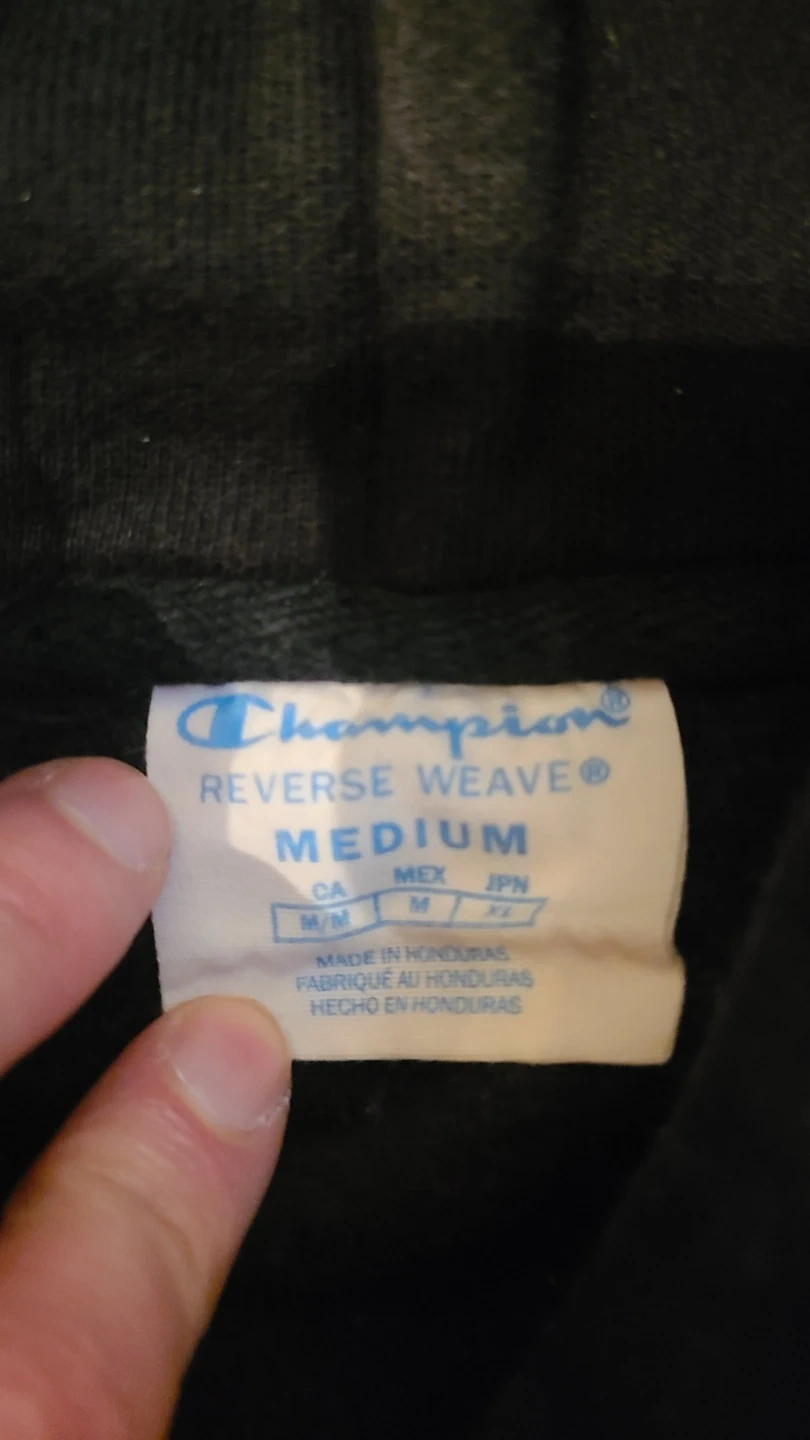 Champion®
REVERSE WEAVE®
MEDIUM
CA MEX JPN
M/M M XL
MADE IN HONDURAS
FABRIQUÉ AU HONDURAS
HECHO EN HONDURAS